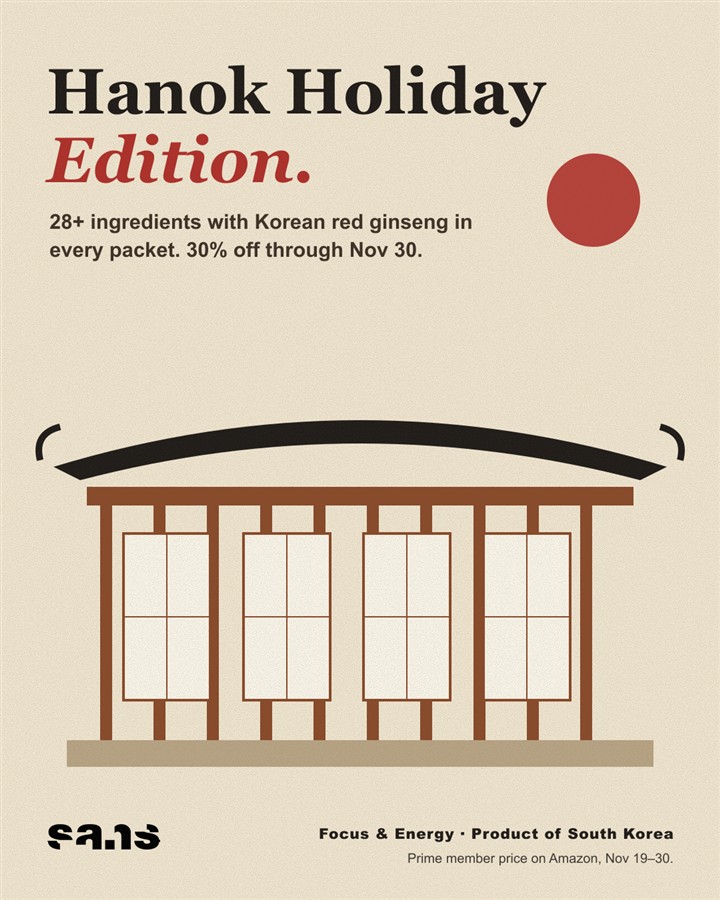 Hanok Holiday
Edition.
28+ ingredients with Korean red ginseng in
every packet. 30% off through Nov 30.
sans
Focus & Energy · Product of South Korea
Prime member price on Amazon, Nov 19–30.